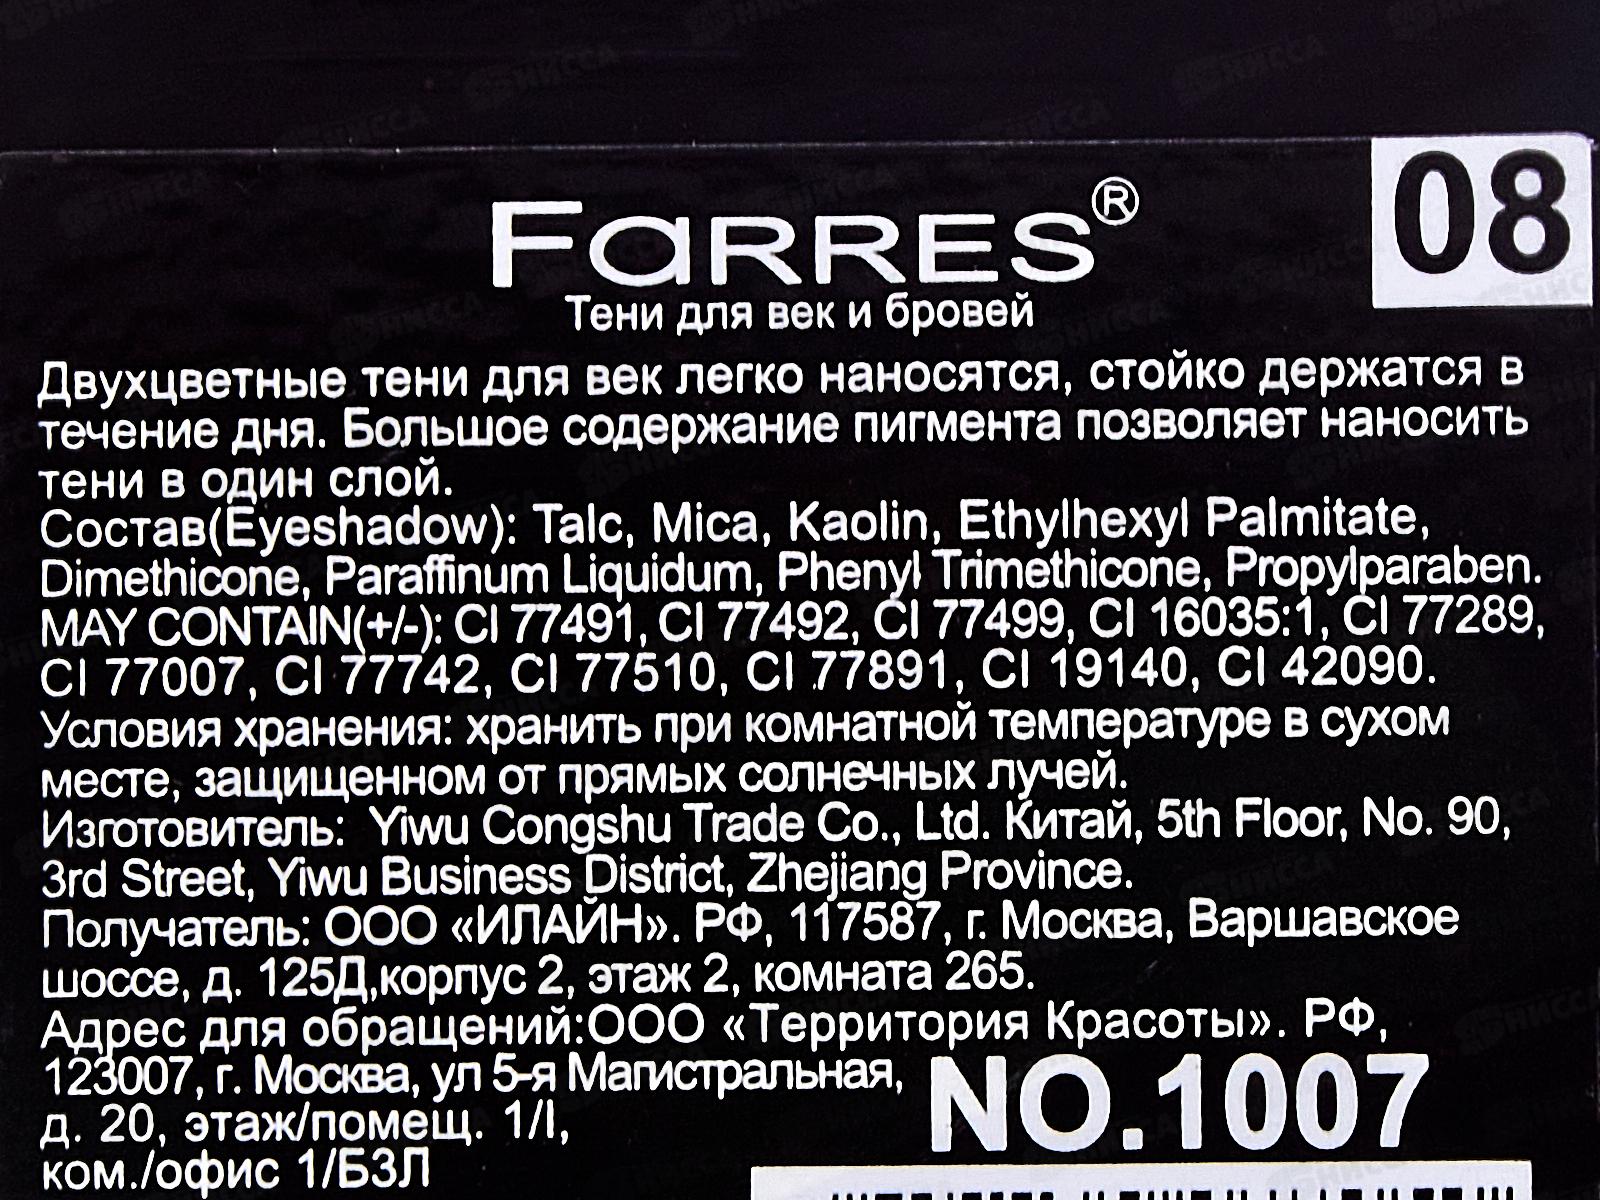 08
FARRES®
Тени для век и бровей
Двухцветные тени для век легко наносятся, стойко держатся в
течение дня. Большое содержание пигмента позволяет наносить
тени в один слой.
Состав(Eyeshadow): Talc, Mica, Kaolin, Ethylhexyl Palmitate,
Dimethicone, Paraffinum Liquidum, Phenyl Trimethicone, Propylparaben.
MAY CONTAIN(+/-): CI 77491, CI 77492, CI 77499, CI 16035:1, CI 77289,
CI 77007, CI 77742, CI 77510, CI 77891, CI 19140, CI 42090.
Условия хранения: хранить при комнатной температуре в сухом
месте, защищенном от прямых солнечных лучей.
Изготовитель: Yiwu Congshu Trade Co., Ltd. Китай, 5th Floor, No. 90,
3rd Street, Yiwu Business District, Zhejiang Province.
Получатель: ООО «ИЛАЙН». РФ, 117587, г. Москва, Варшавское
шоссе, д. 125Д,корпус 2, этаж 2, комната 265.
Адрес для обращений:ООО «Территория Красоты». РФ,
123007, г. Москва, ул 5-я Магистральная,
д. 20, этаж/помещ. 1/I,
ком./офис 1/Б3Л
NO.1007